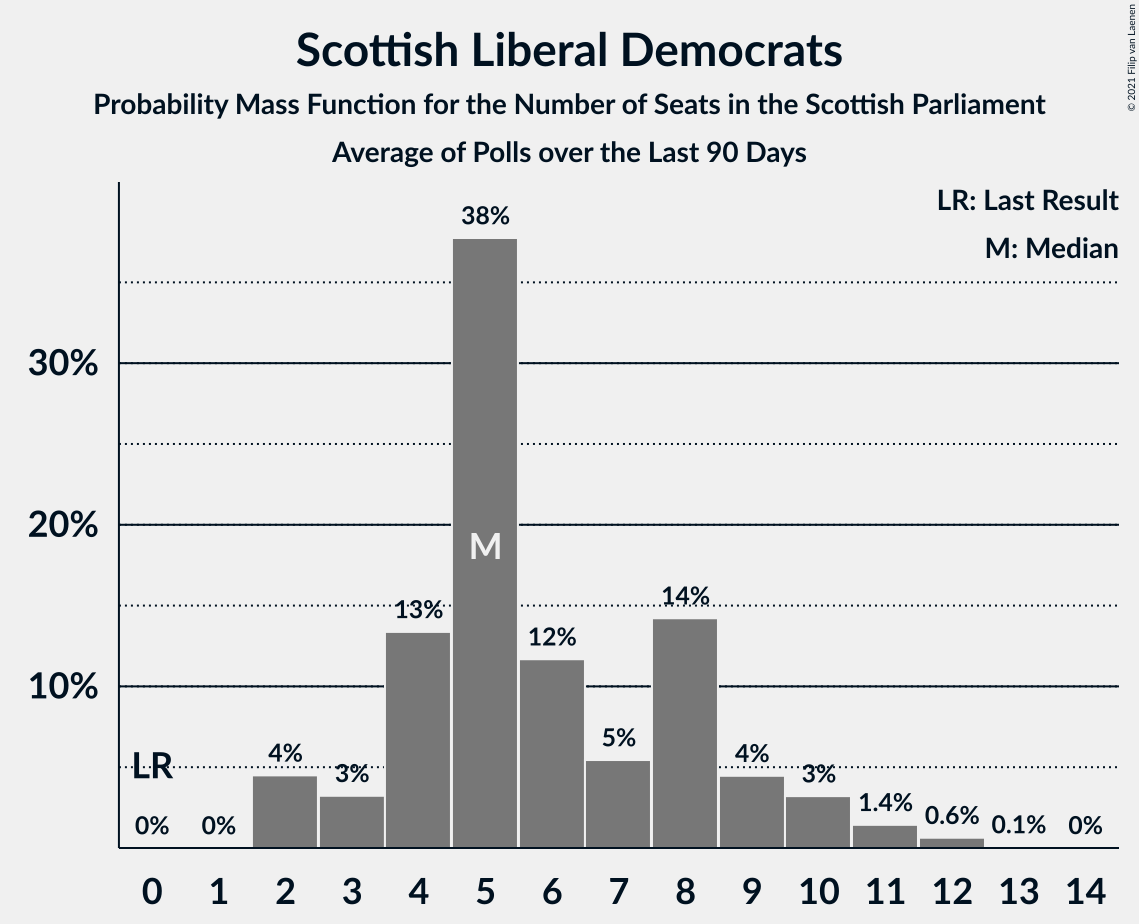 Scottish Liberal Democrats
Probability Mass Function for the Number of Seats in the Scottish Parliament
Average of Polls over the Last 90 Days
© 2021 Filip van Laenen
LR: Last Result
M: Median
30%
20%
10%
LR
M
0%
0%
4%
3%
13%
38%
12%
5%
14%
4%
3%
1.4%
0.6%
0.1%
0%
0 1 2 3 4 5 6 7 8 9 10 11 12 13 14